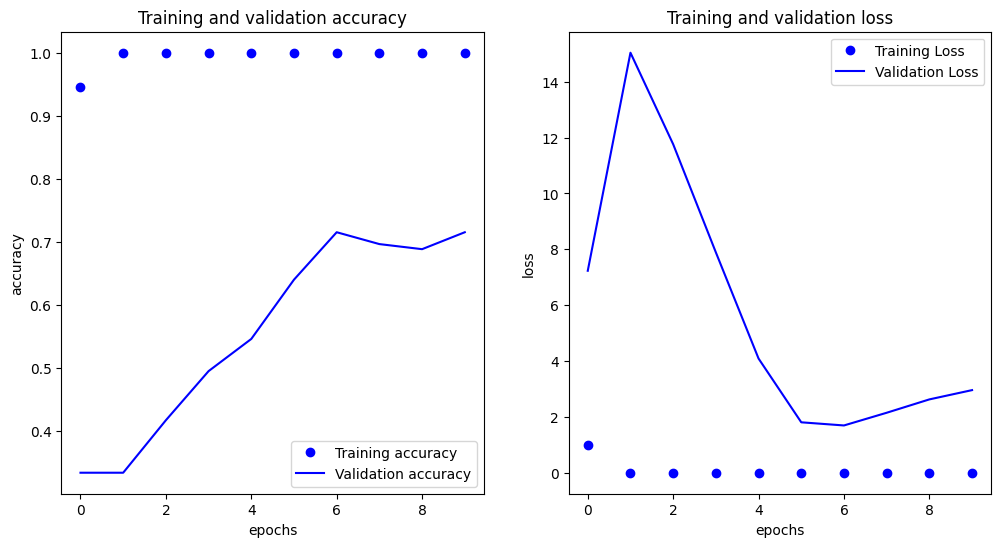 Training and validation accuracy
1.0
0.9
0.8
0.7
0.6
0.5
0.4
accuracy
Training accuracy
Validation accuracy
0 2 4 6 8
epochs
Training and validation loss
Training Loss
Validation Loss
14
12
10
8
6
4
2
0
loss
0 2 4 6 8
epochs